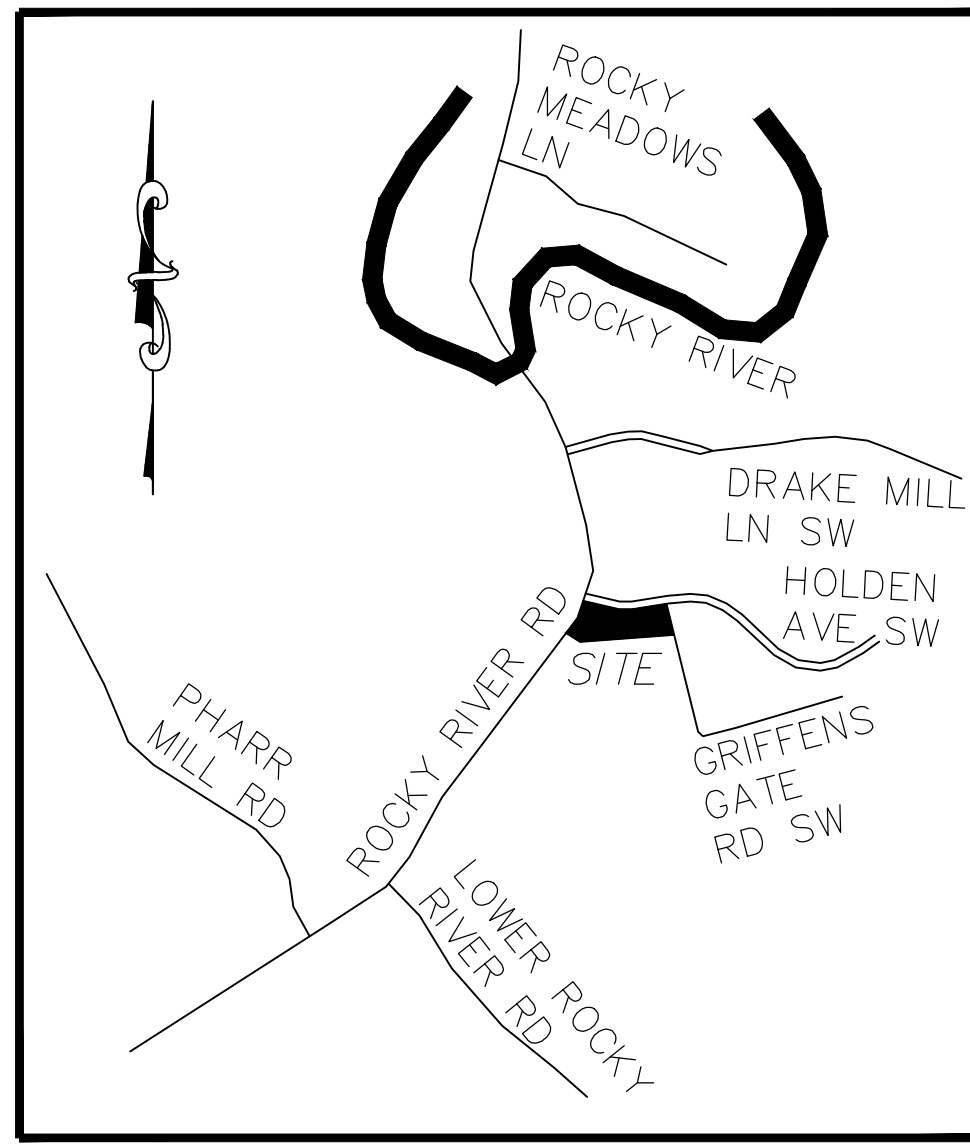 ROCKY
MEADOWS
LN
ROCKY RIVER
DRAKE MILL
LN SW
HOLDEN
AVE SW
SITE
ROCKY RIVER RD
PHARR
MILL RD
GRIFFENS
GATE
RD SW
LOWER ROCKY
RIVER RD